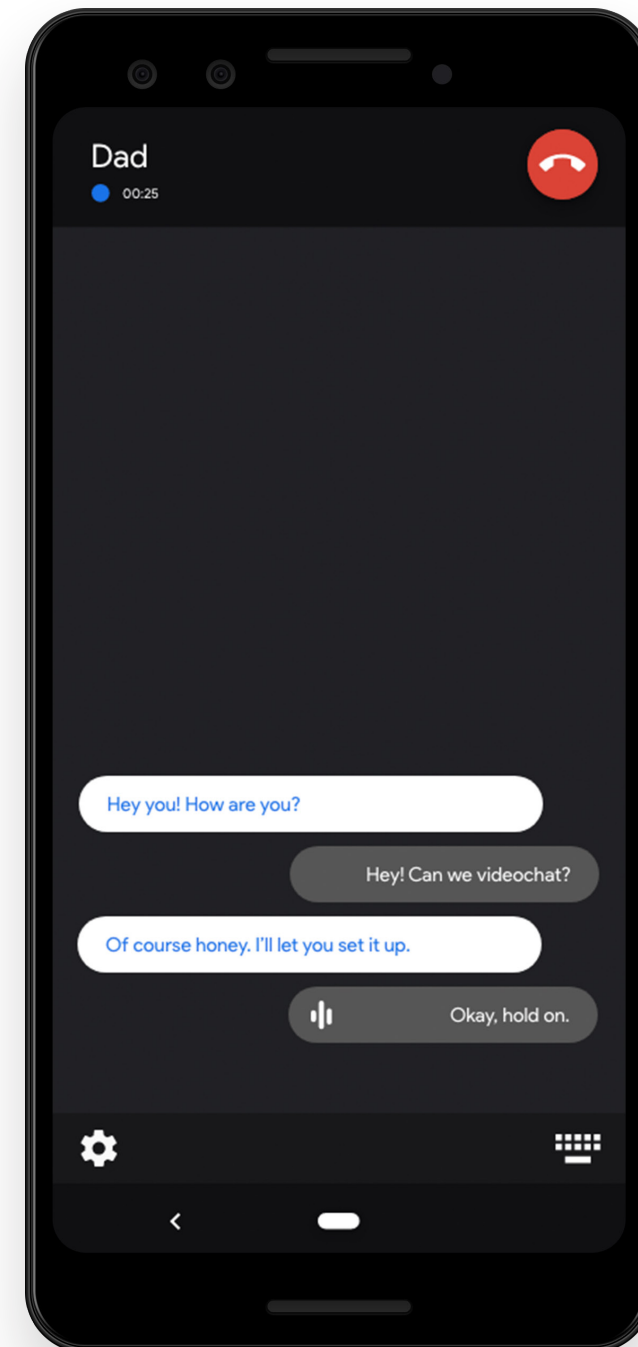 Dad
00:25
Hey you! How are you?
Hey! Can we videochat?
Of course honey. I'll let you set it up.
Okay, hold on.